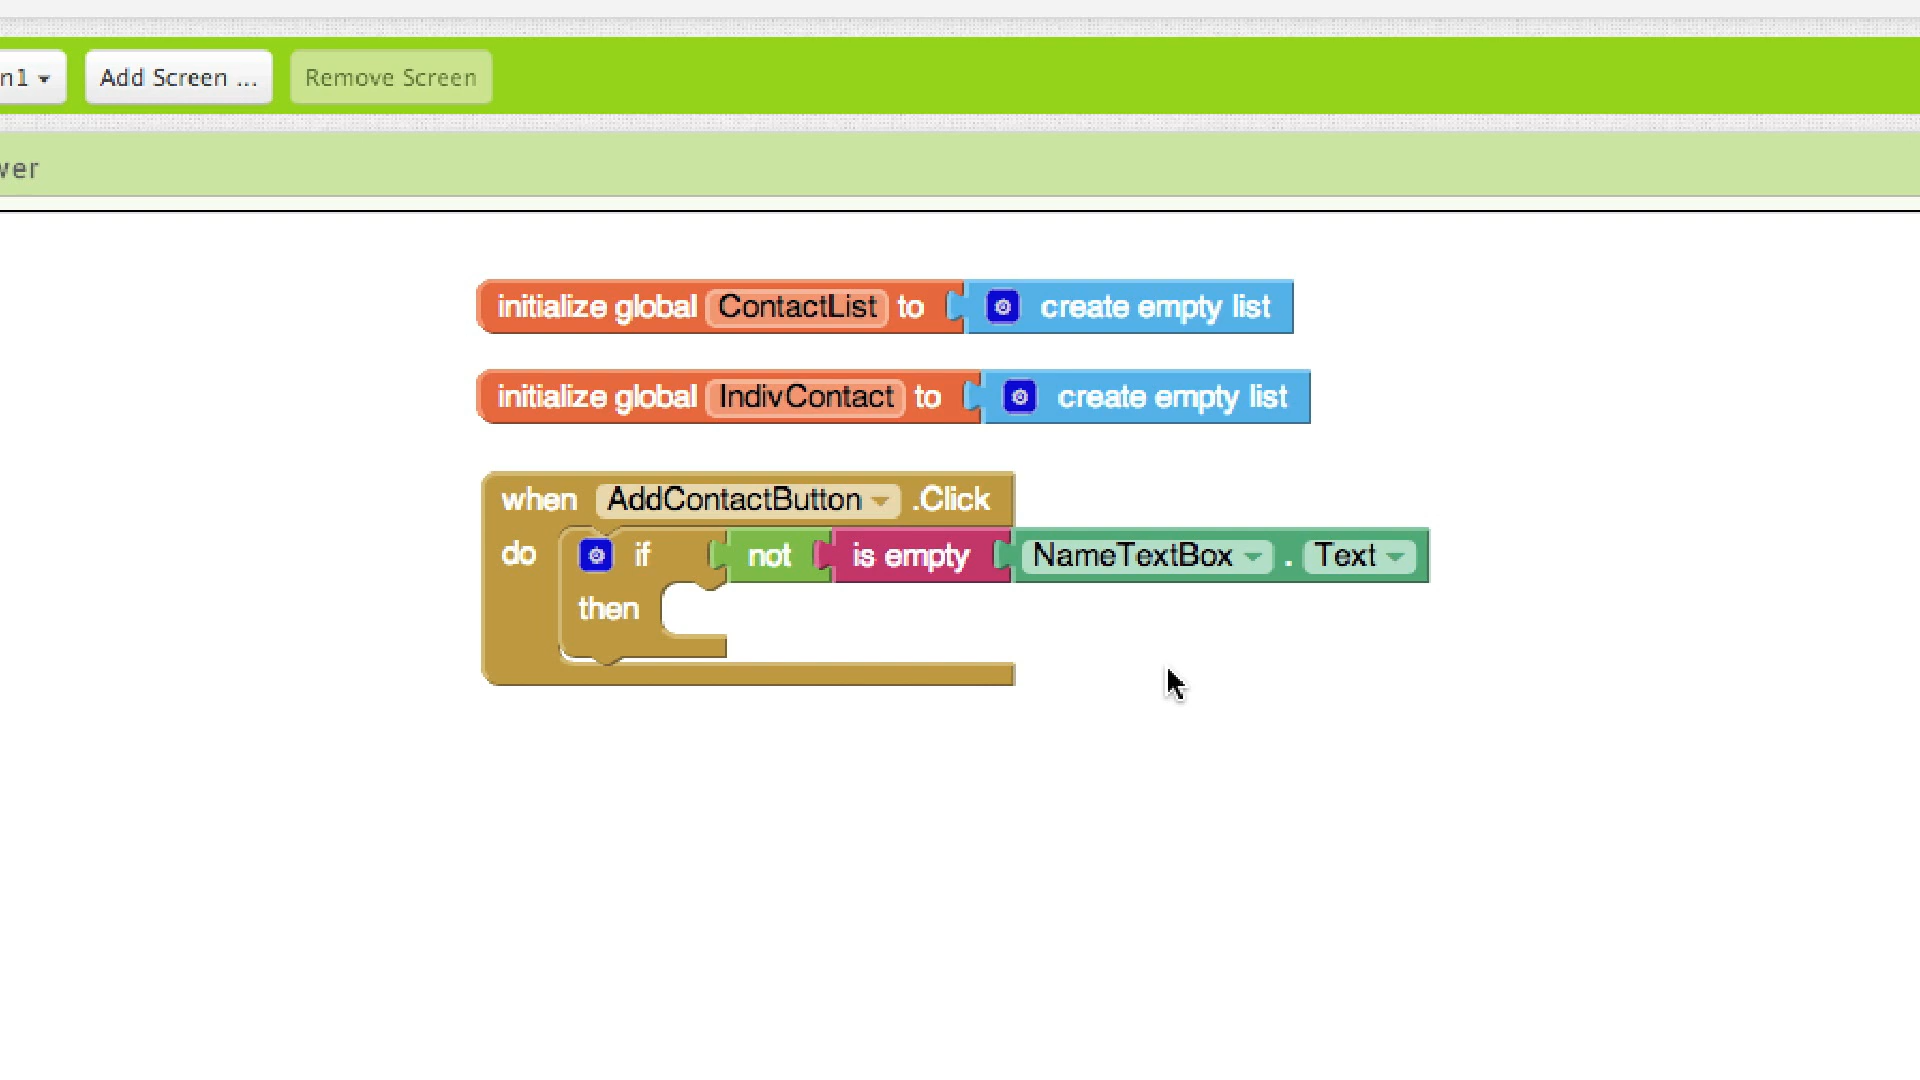 n1 Add Screen ... Remove Screen
wer
initialize global ContactList to create empty list
initialize global IndivContact to create empty list
when AddContactButton .Click
do if not is empty NameTextBox . Text
then